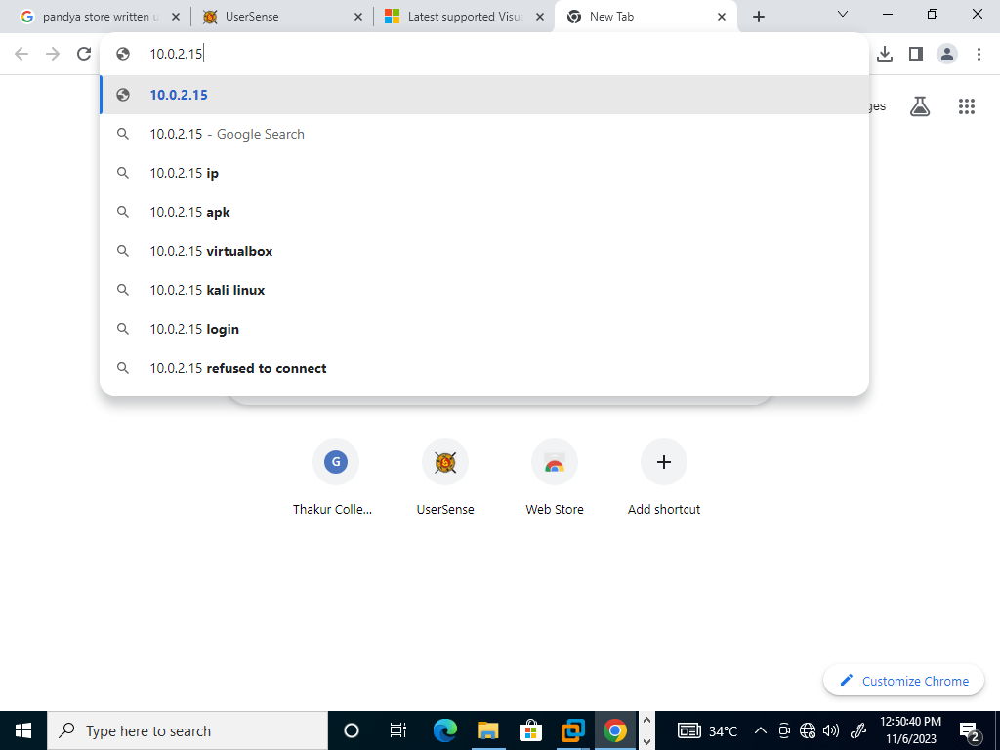 pandya store written u
UserSense
Latest supported Visua
New Tab
10.0.2.15
10.0.2.15
10.0.2.15 - Google Search
10.0.2.15 ip
10.0.2.15 apk
10.0.2.15 virtualbox
10.0.2.15 kali linux
10.0.2.15 login
10.0.2.15 refused to connect
ges
G
Thakur Colle...
UserSense
Web Store
Add shortcut
Customize Chrome
Type here to search
34°C
12:50:40 PM
11/6/2023
2